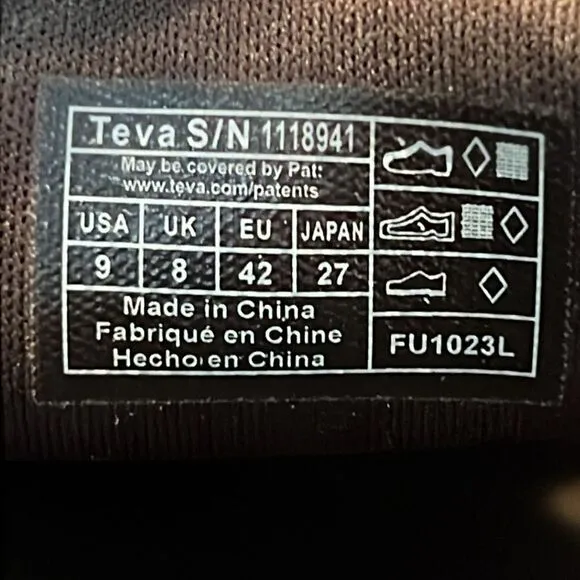 Teva S/N 1118941
May be covered by Pat:
www.teva.com/patents
USA UK EU JAPAN
9 8 42 27
Made in China
Fabriqué en Chine
Hecho en China
FU1023L